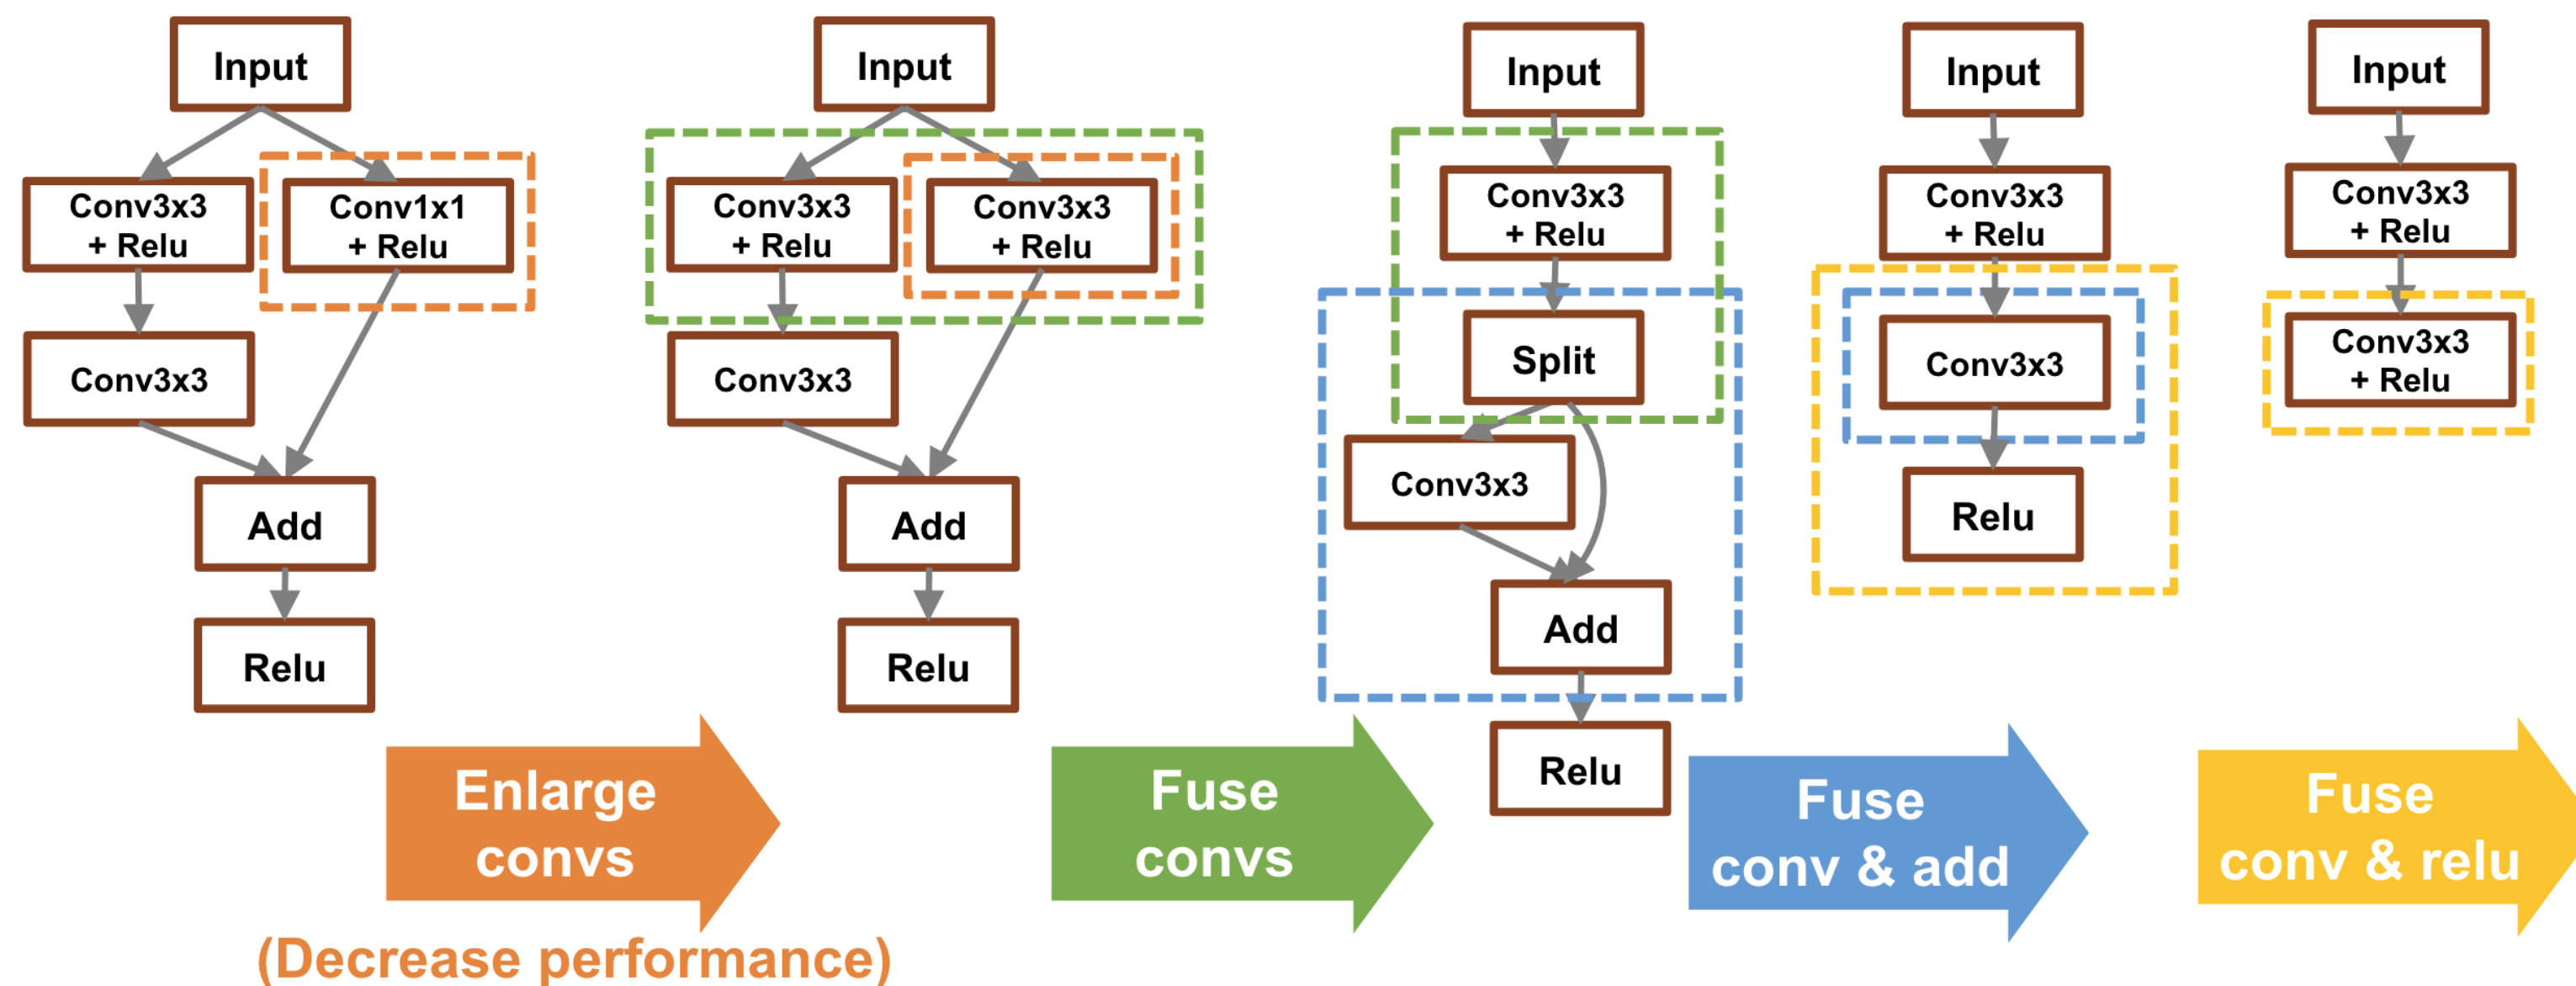 Input
Conv3x3
+ Relu
Conv1x1
+ Relu
Conv3x3
Add
Relu
Input
Conv3x3
+ Relu
Conv3x3
+ Relu
Conv3x3
Add
Relu
Input
Conv3x3
+ Relu
Split
Conv3x3
Add
Relu
Input
Conv3x3
+ Relu
Conv3x3
Relu
Input
Conv3x3
+ Relu
Conv3x3
+ Relu
Enlarge
convs
(Decrease performance)
Fuse
convs
Fuse
conv & add
Fuse
conv & relu